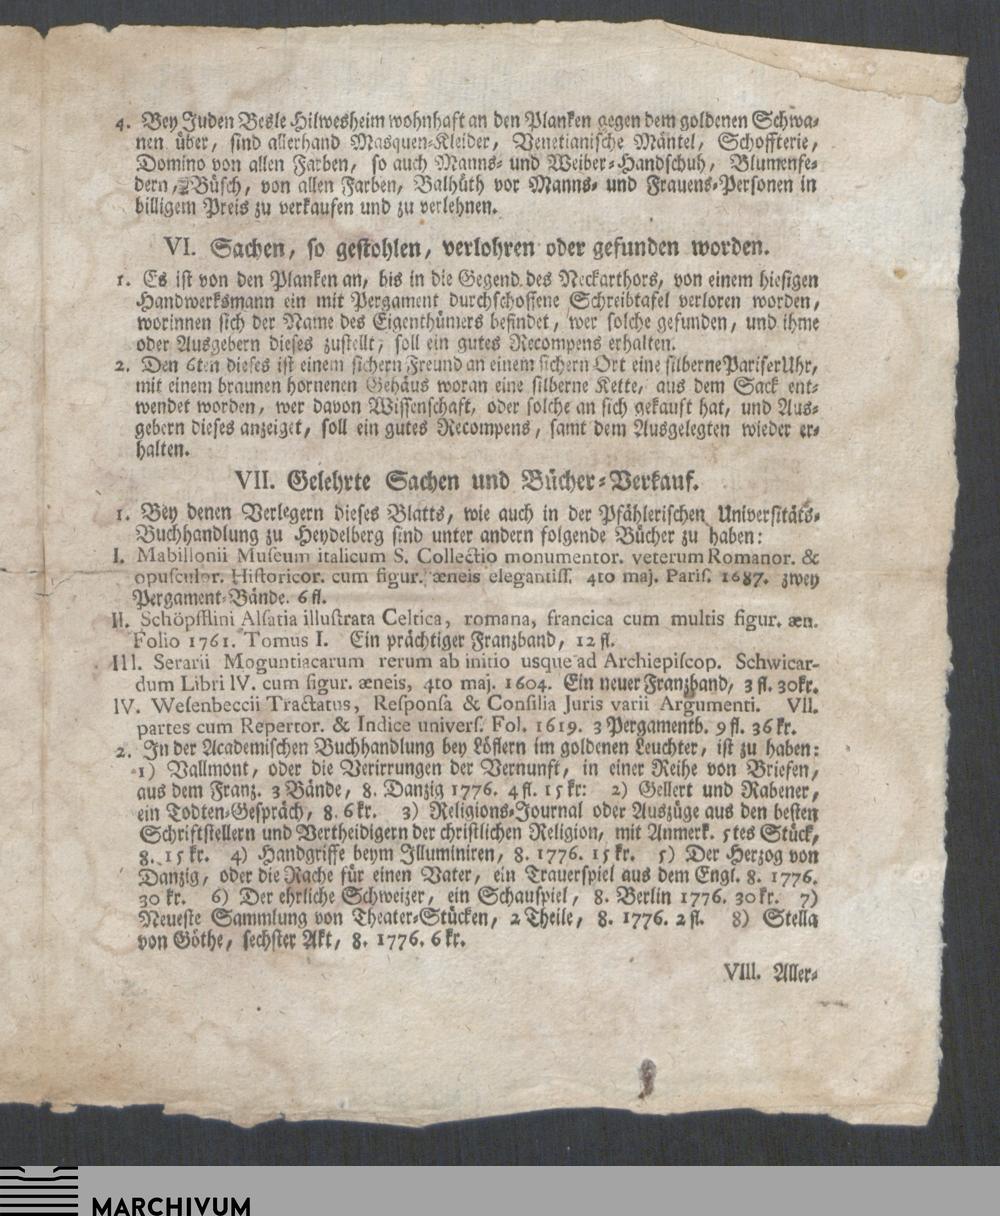 4. Bey Juden Besle Hilwesheim wohnhaft an den Planken gegen dem goldenen Schwa-
nen über, sind allerhand Masquen-Kleider, Venetianische Mäntel, Schoffterie,
Domino von allen Farben, so auch Manns- und Weiber-Handschuh, Blumenfe-
dern, Büsch, von allen Farben, Balhüth vor Manns- und Frauens-Personen in
billigem Preis zu verkaufen und zu verlehnen.
VI. Sachen, so gestohlen, verlohren oder gefunden worden.
1. Es ist von den Planken an, bis in die Gegend des Neckarthors, von einem hiesigen
Handwerksmann ein mit Pergament durchschossene Schreibtafel verloren worden,
worinnen sich der Name des Eigenthümers befindet, wer solche gefunden, und ihme
oder Ausgebern dieses zustellt, soll ein gutes Recompens erhalten.
2. Den 6ten dieses ist einem sichern Freund an einem sichern Ort eine silberne Pariser Uhr,
mit einem braunen hornenen Gehäus woran eine silberne Kette, aus dem Sack ent-
wendet worden, wer davon Wissenschaft, oder solche an sich gekauft hat, und Aus-
gebern dieses anzeiget, soll ein gutes Recompens, samt dem Ausgelegten wieder er-
halten.
VII. Gelehrte Sachen und Bücher-Verkauf.
1. Bey denen Verlegern dieses Blatts, wie auch in der Pfählerischen Universitäts-
Buchhandlung zu Heydelberg sind unter andern folgende Bücher zu haben:
I. Mabillonii Museum italicum S. Collectio monumentor. veterum Romanor. &
opusculor. Historicor. cum figur. æneis elegantiss. 4to maj. Paris. 1687. zwey
Pergament-Bände. 6 fl.
II. Schöpflini Alsatia illustrata Celtica, romana, francica cum multis figur. æn.
Folio 1761. Tomus I. Ein prächtiger Franzband, 12 fl.
III. Serarii Moguntiacarum rerum ab initio usque ad Archiepiscop. Schwicar-
dum Libri IV. cum figur. æneis, 4to maj. 1604. Ein neuer Franzband, 3 fl. 30 kr.
IV. Wesenbeccii Tractatus, Responsa & Consilia Juris varii Argumenti. VII.
partes cum Repertor. & Indice univers. Fol. 1619. 3 Pergamentb. 9 fl. 36 kr.
2. In der Academischen Buchhandlung bey Löflern im goldenen Leuchter, ist zu haben:
1) Vallmont, oder die Verirrungen der Vernunft, in einer Reihe von Briefen,
aus dem Franz. 3 Bände, 8. Danzig 1776. 4 fl. 15 kr: 2) Gellert und Rabener,
ein Todten-Gespräch, 8. 6 kr. 3) Religions-Journal oder Auszüge aus den besten
Schriftstellern und Vertheidigern der christlichen Religion, mit Anmerk. 5tes Stück,
8. 15 kr. 4) Handgriffe beym Illuminiren, 8. 1776. 15 kr. 5) Der Herzog von
Danzig, oder die Rache für einen Vater, ein Trauerspiel aus dem Engl. 8. 1776.
30 kr. 6) Der ehrliche Schweizer, ein Schauspiel, 8. Berlin 1776. 30 kr. 7)
Neueste Sammlung von Theater-Stücken, 2 Theile, 8. 1776. 2 fl. 8) Stella
von Göthe, sechster Akt, 8. 1776. 6 kr.
VIII. Aller-
MARCHIVUM